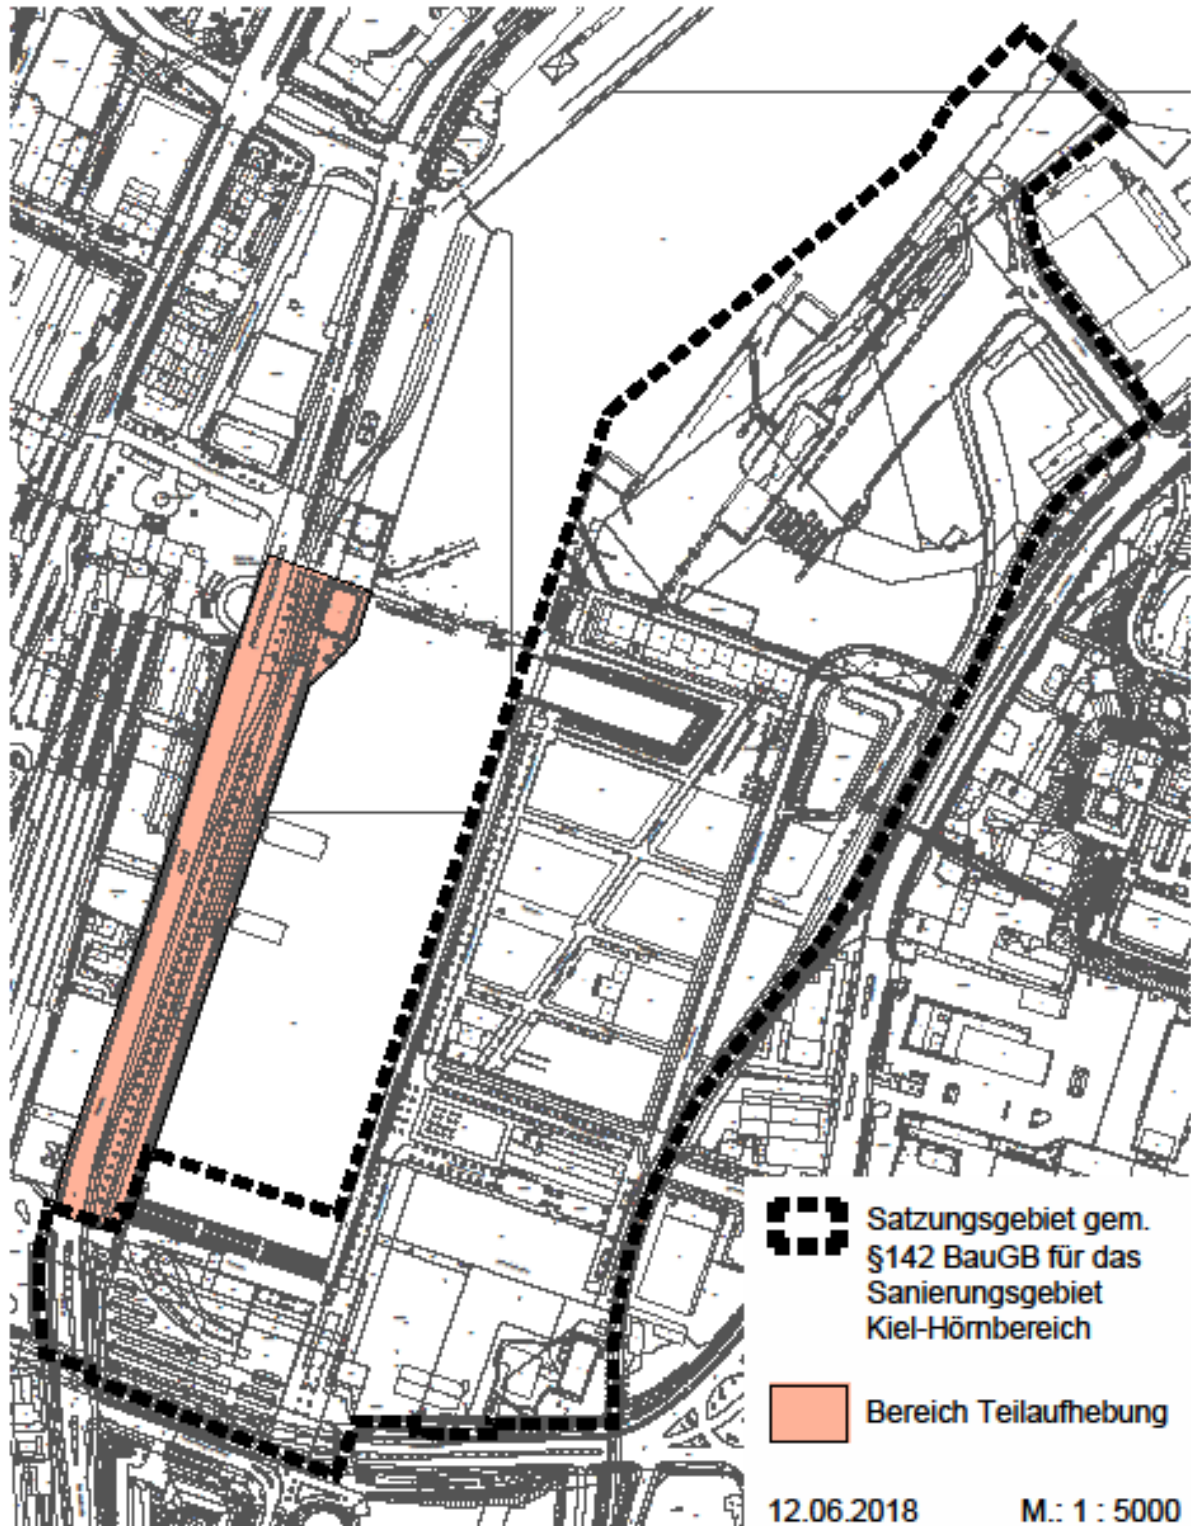 Satzungsgebiet gem.
§142 BauGB für das
Sanierungsgebiet
Kiel-Hörnbereich
Bereich Teilaufhebung
12.06.2018 M.: 1 : 5000